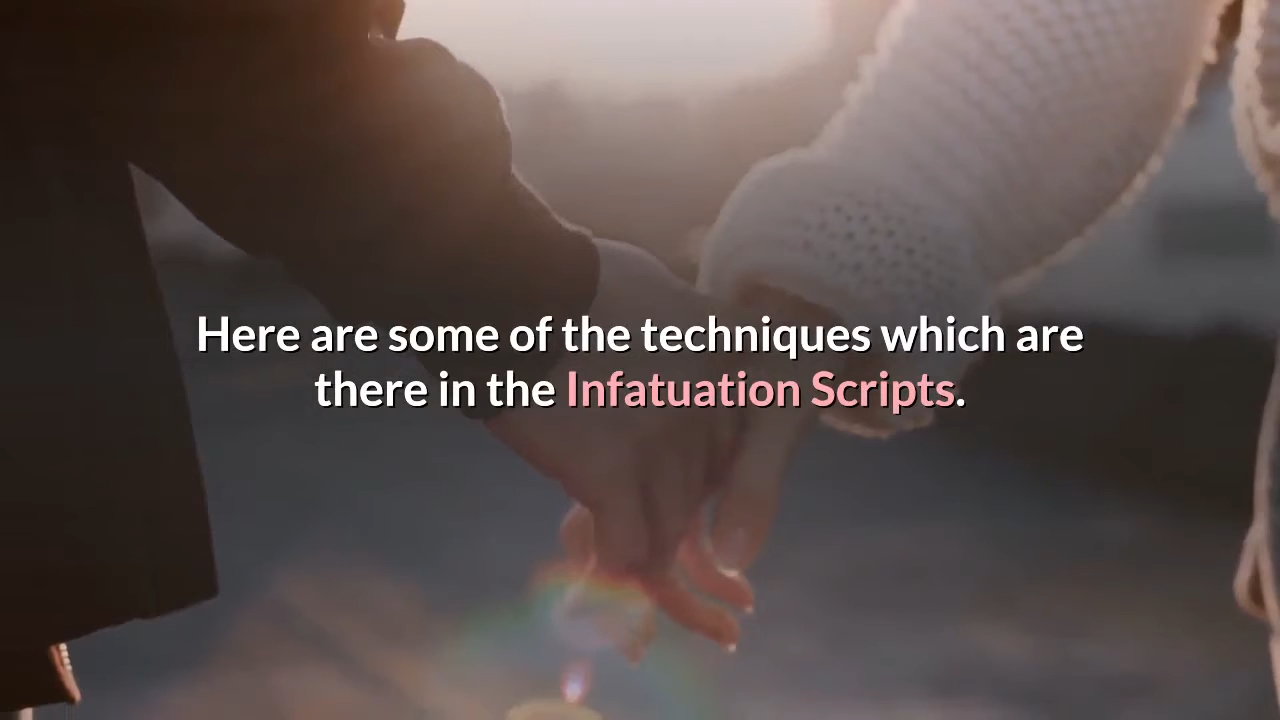 Here are some of the techniques which are
there in the Infatuation Scripts.